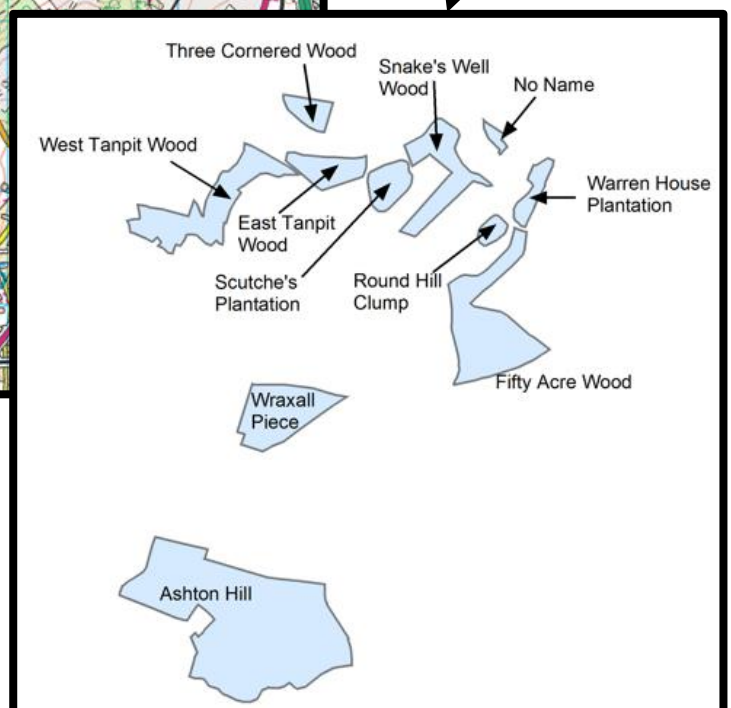 Three Cornered Wood
Snake's Well
Wood
No Name
West Tanpit Wood
Warren House
Plantation
East Tanpit
Wood
Scutche's
Plantation
Round Hill
Clump
Fifty Acre Wood
Wraxall
Piece
Ashton Hill